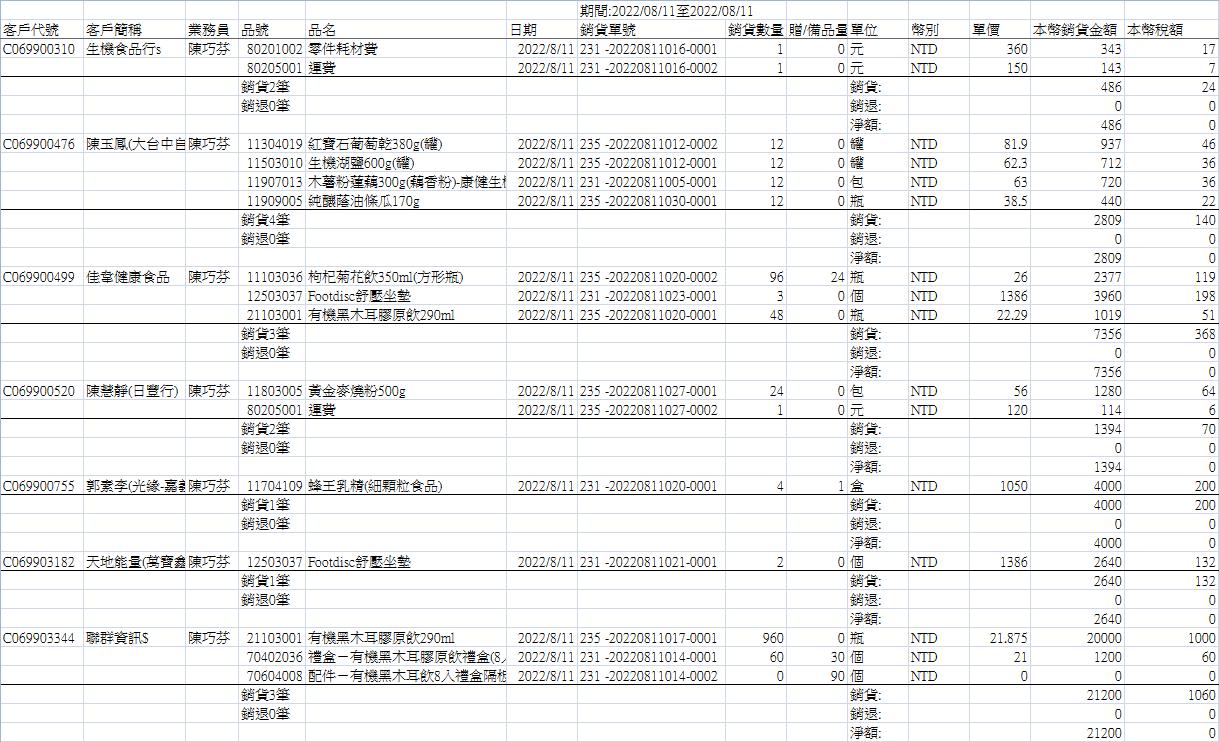 期間:2022/08/11至2022/08/11
客戶代號 客戶簡稱 業務員 品號 品名 日期 銷貨單號 銷貨數量 贈/備品量 單位 幣別 單價 本幣銷貨金額 本幣稅額
C069900310 生機食品行s 陳巧芬 80201002 零件耗材費 2022/8/11 231 -20220811016-0001 1 0 元 NTD 360 343 17
80205001 運費 2022/8/11 231 -20220811016-0002 1 0 元 NTD 150 143 7
銷貨2筆 銷貨: 486 24
銷退0筆 銷退: 0 0
淨額: 486 0
C069900476 陳玉鳳(大台中自 陳巧芬 11304019 紅寶石葡萄乾380g(罐) 2022/8/11 235 -20220811012-0002 12 0 罐 NTD 81.9 937 46
11503010 生機湖鹽600g(罐) 2022/8/11 235 -20220811012-0001 12 0 罐 NTD 62.3 712 36
11907013 木薯粉蓮藕300g(藕香粉)-康健生機 2022/8/11 235 -20220811005-0001 12 0 包 NTD 63 720 36
11909005 純釀蔭油條瓜170g 2022/8/11 235 -20220811030-0001 12 0 瓶 NTD 38.5 440 22
銷貨4筆 銷貨: 2809 140
銷退0筆 銷退: 0 0
淨額: 2809 0
C069900499 佳韋健康食品 陳巧芬 11103036 枸杞菊花飲350ml(方形瓶) 2022/8/11 235 -20220811020-0002 96 24 瓶 NTD 26 2377 119
12503037 Footdisc舒壓坐墊 2022/8/11 231 -20220811023-0001 3 0 個 NTD 1386 3960 198
21103001 有機黑木耳膠原飲290ml 2022/8/11 235 -20220811020-0001 48 0 瓶 NTD 22.29 1019 51
銷貨3筆 銷貨: 7356 368
銷退0筆 銷退: 0 0
淨額: 7356 0
C069900520 陳慧靜(日豐行) 陳巧芬 11803005 黃金麥燒粉500g 2022/8/11 235 -20220811027-0001 24 0 包 NTD 56 1280 64
80205001 運費 2022/8/11 235 -20220811027-0002 1 0 元 NTD 120 114 6
銷貨2筆 銷貨: 1394 70
銷退0筆 銷退: 0 0
淨額: 1394 0
C069900755 郭素李(光緣-嘉義 陳巧芬 11704109 蜂王乳精(細顆粒食品) 2022/8/11 231 -20220811020-0001 4 1 盒 NTD 1050 4000 200
銷貨1筆 銷貨: 4000 200
銷退0筆 銷退: 0 0
淨額: 4000 0
C069903182 天地能量(萬寶鑫 陳巧芬 12503037 Footdisc舒壓坐墊 2022/8/11 231 -20220811021-0001 2 0 個 NTD 1386 2640 132
銷貨1筆 銷貨: 2640 132
銷退0筆 銷退: 0 0
淨額: 2640 0
C069903344 聯群資訊$ 陳巧芬 21103001 有機黑木耳膠原飲290ml 2022/8/11 235 -20220811017-0001 960 0 瓶 NTD 21.875 20000 1000
70402036 禮盒－有機黑木耳膠原飲禮盒(8入 2022/8/11 231 -20220811014-0001 60 30 個 NTD 21 1200 60
70604008 配件－有機黑木耳飲8入禮盒隔板 2022/8/11 231 -20220811014-0002 0 90 個 NTD 0 0 0
銷貨3筆 銷貨: 21200 1060
銷退0筆 銷退: 0 0
淨額: 21200 0